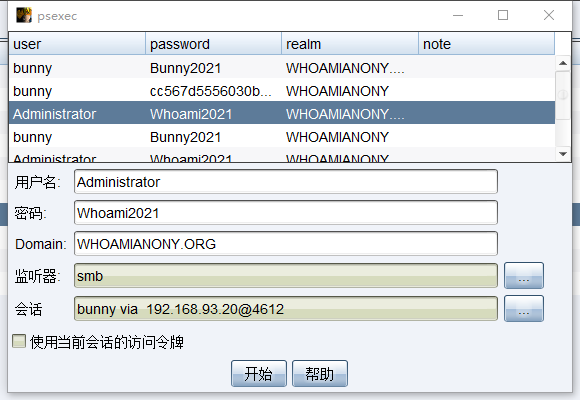 psexec
user password realm note
bunny Bunny2021 WHOAMIANONY....
bunny cc567d5556030b... WHOAMIANONY
Administrator Whoami2021 WHOAMIANONY....
bunny Bunny2021 WHOAMIANONY
Administrator Whoami2021 WHOAMIANONY
用户名: Administrator
密码: Whoami2021
Domain: WHOAMIANONY.ORG
监听器: smb ...
会话 bunny via 192.168.93.20@4612 ...
使用当前会话的访问令牌
开始 帮助